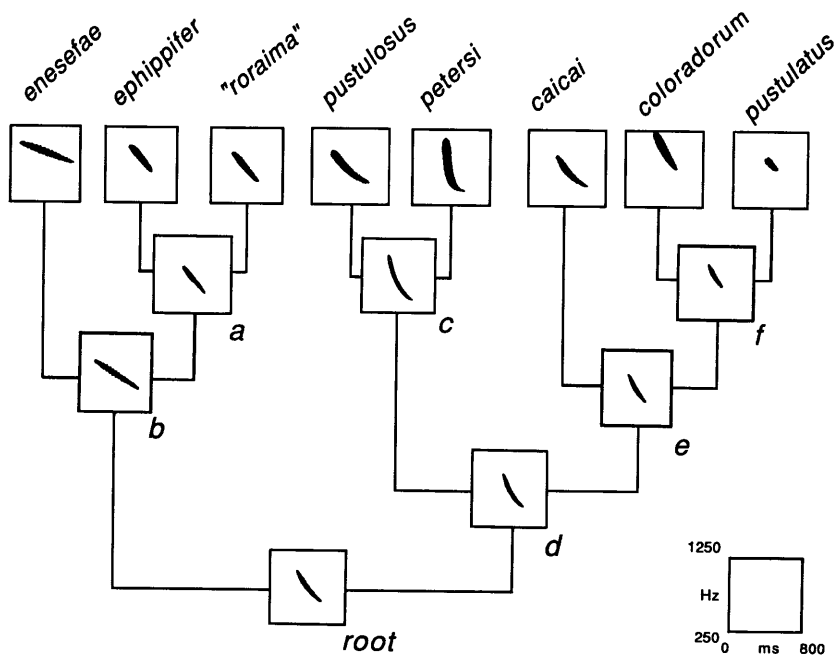 enesefae
ephippifer
"roraima"
pustulosus
petersi
caicai
coloradorum
pustulatus
a
c
f
b
e
d
root
1250
Hz
250
0 ms 800